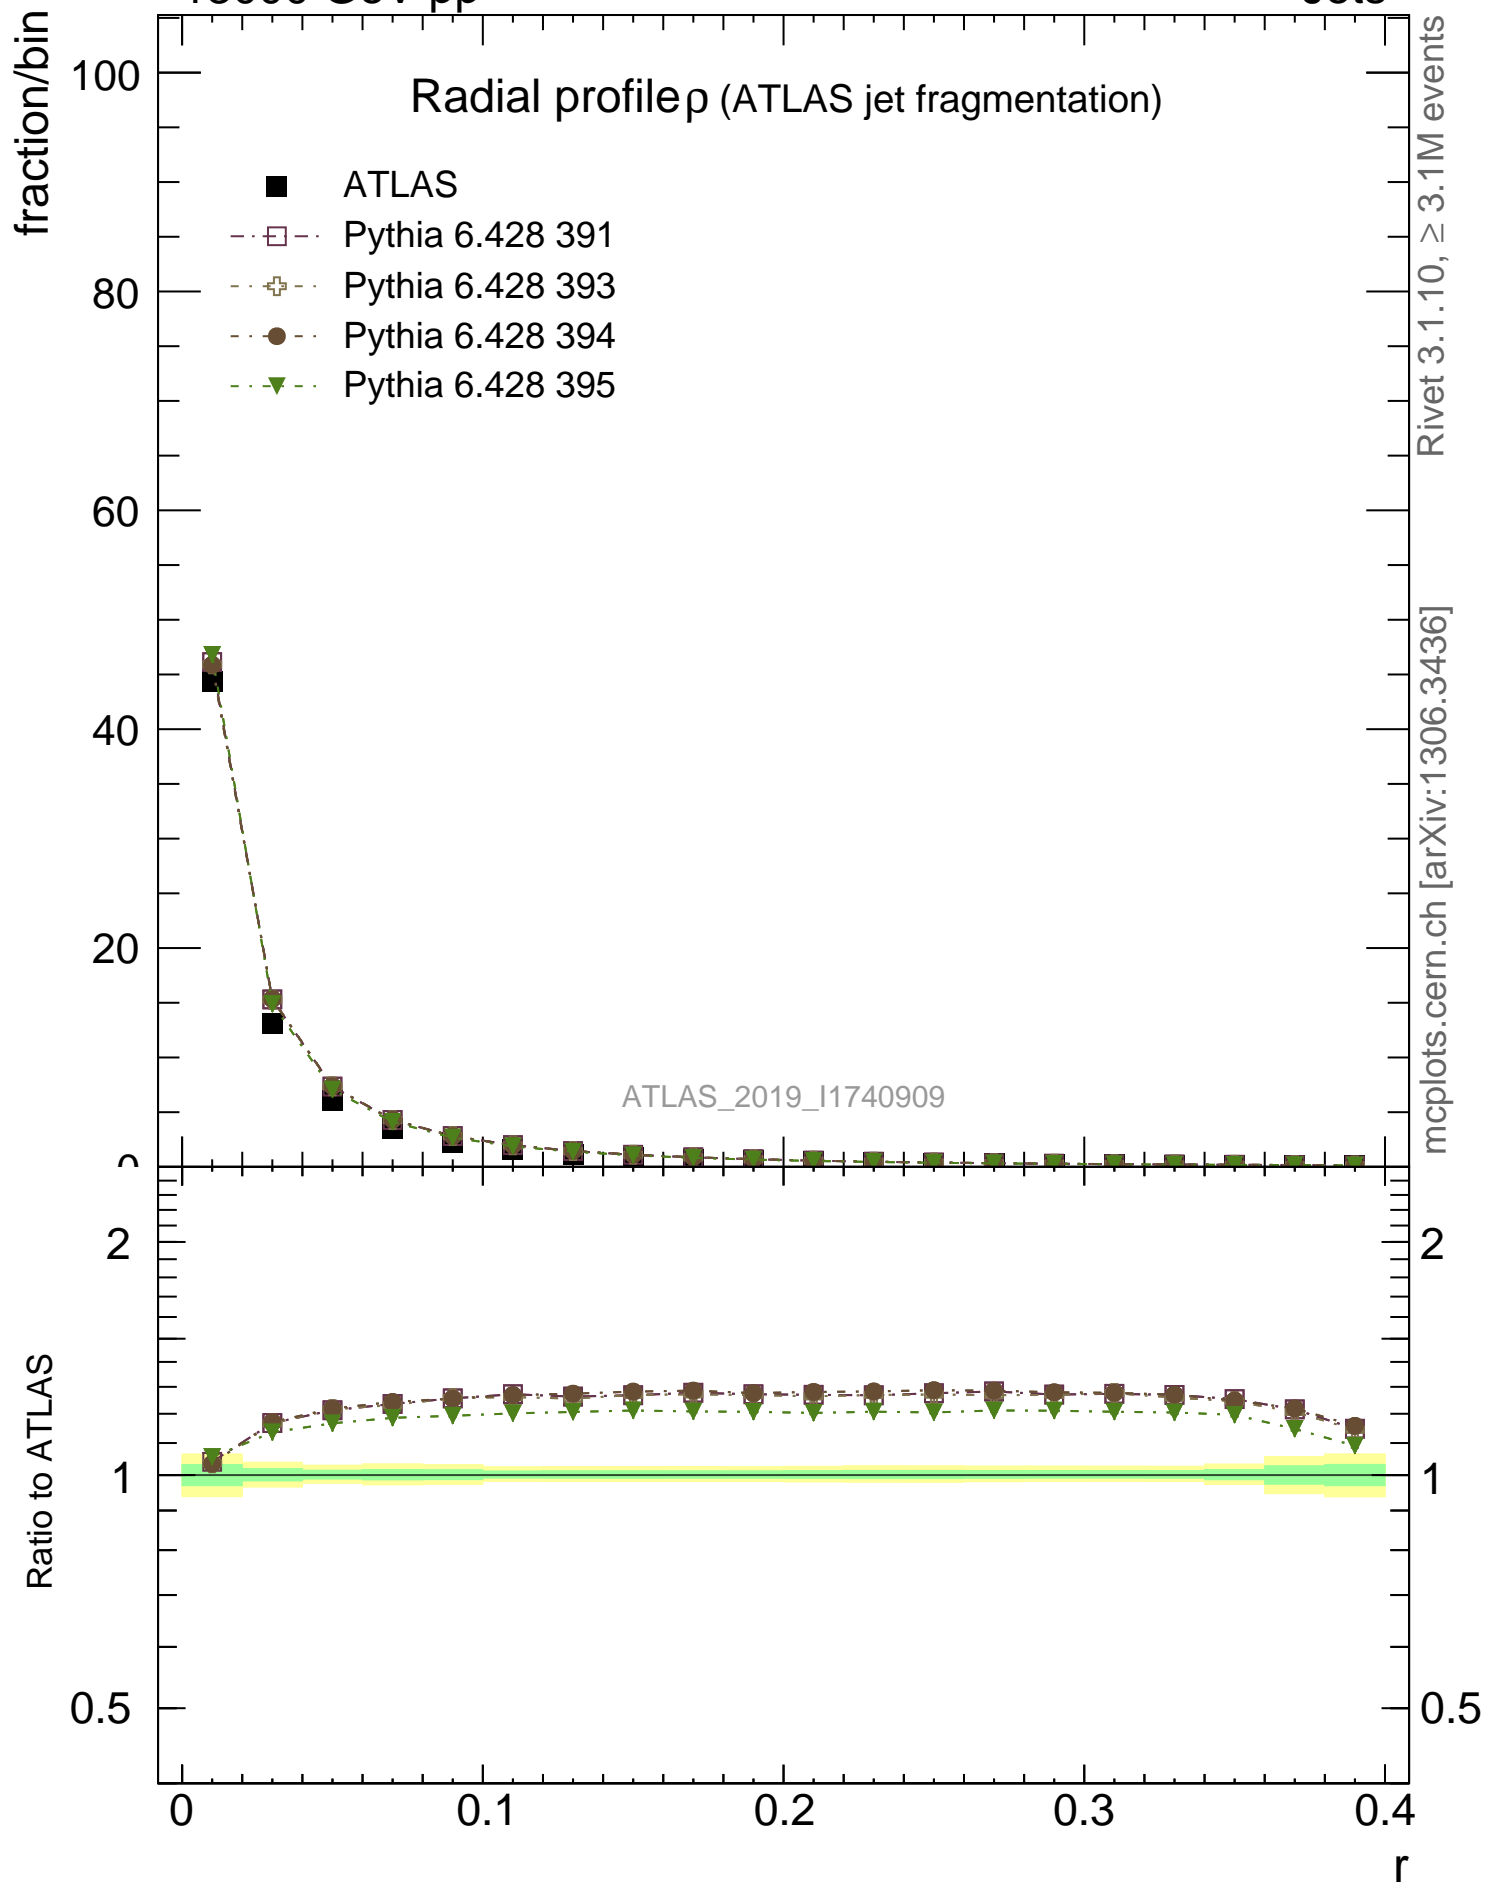 fraction/bin
100
80
60
40
20
Radial profileρ (ATLAS jet fragmentation)
ATLAS
Pythia 6.428 391
Pythia 6.428 393
Pythia 6.428 394
Pythia 6.428 395
ATLAS_2019_I1740909
Rivet 3.1.10, ≥ 3.1M events
mcplots.cern.ch [arXiv:1306.3436]
Ratio to ATLAS
2
1
0.5
2
1
0.5
0
0.1
0.2
0.3
0.4
r